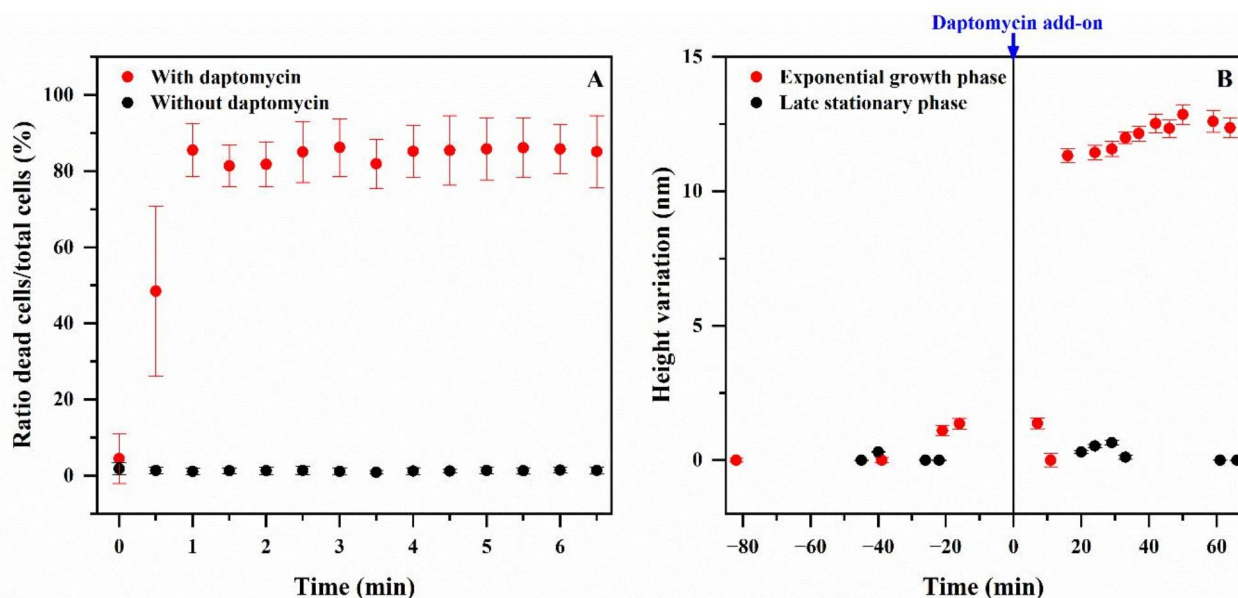 Daptomycin add-on
With daptomycin
Without daptomycin
A
Ratio dead cells/total cells (%)
100
80
60
40
20
0
0 1 2 3 4 5 6
Time (min)
Exponential growth phase
Late stationary phase
B
Height variation (nm)
15
10
5
0
−80 −60 −40 −20 0 20 40 60
Time (min)